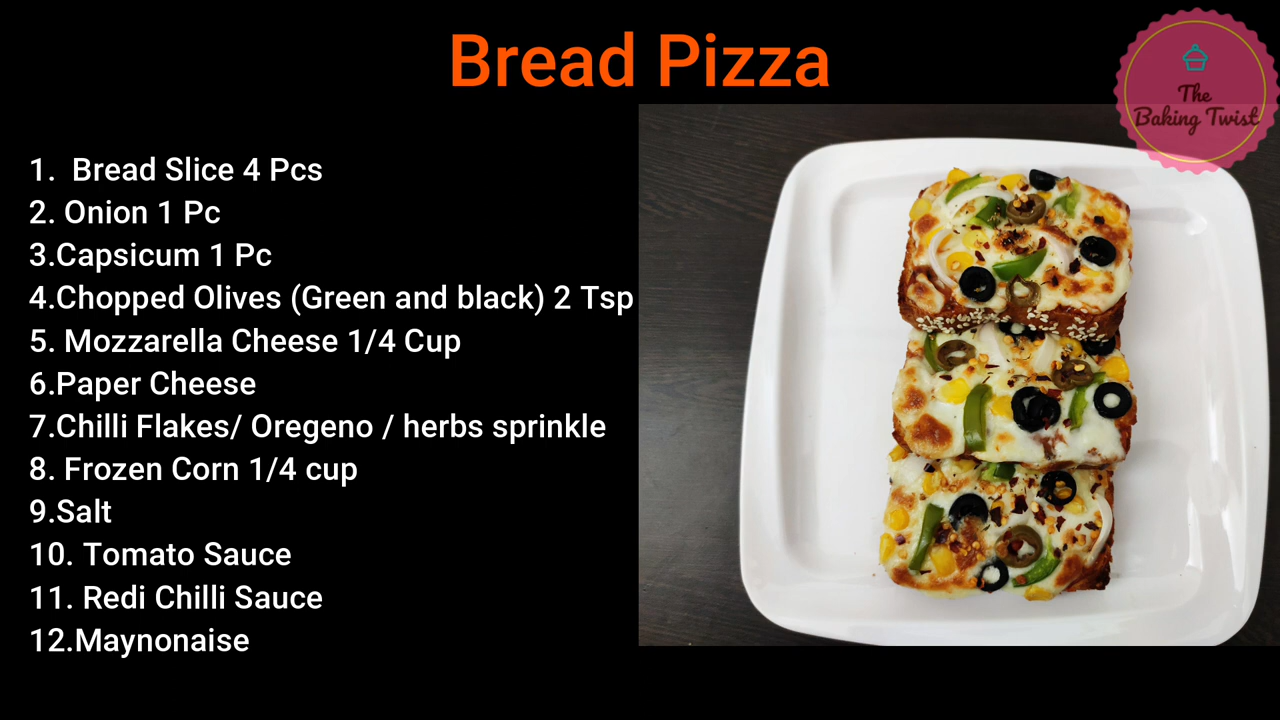 Bread Pizza
The
Baking Twist
1.  Bread Slice 4 Pcs
2. Onion 1 Pc
3.Capsicum 1 Pc
4.Chopped Olives (Green and black) 2 Tsp
5. Mozzarella Cheese 1/4 Cup
6.Paper Cheese
7.Chilli Flakes/ Oregeno / herbs sprinkle
8. Frozen Corn 1/4 cup
9.Salt
10. Tomato Sauce
11. Redi Chilli Sauce
12.Maynonaise